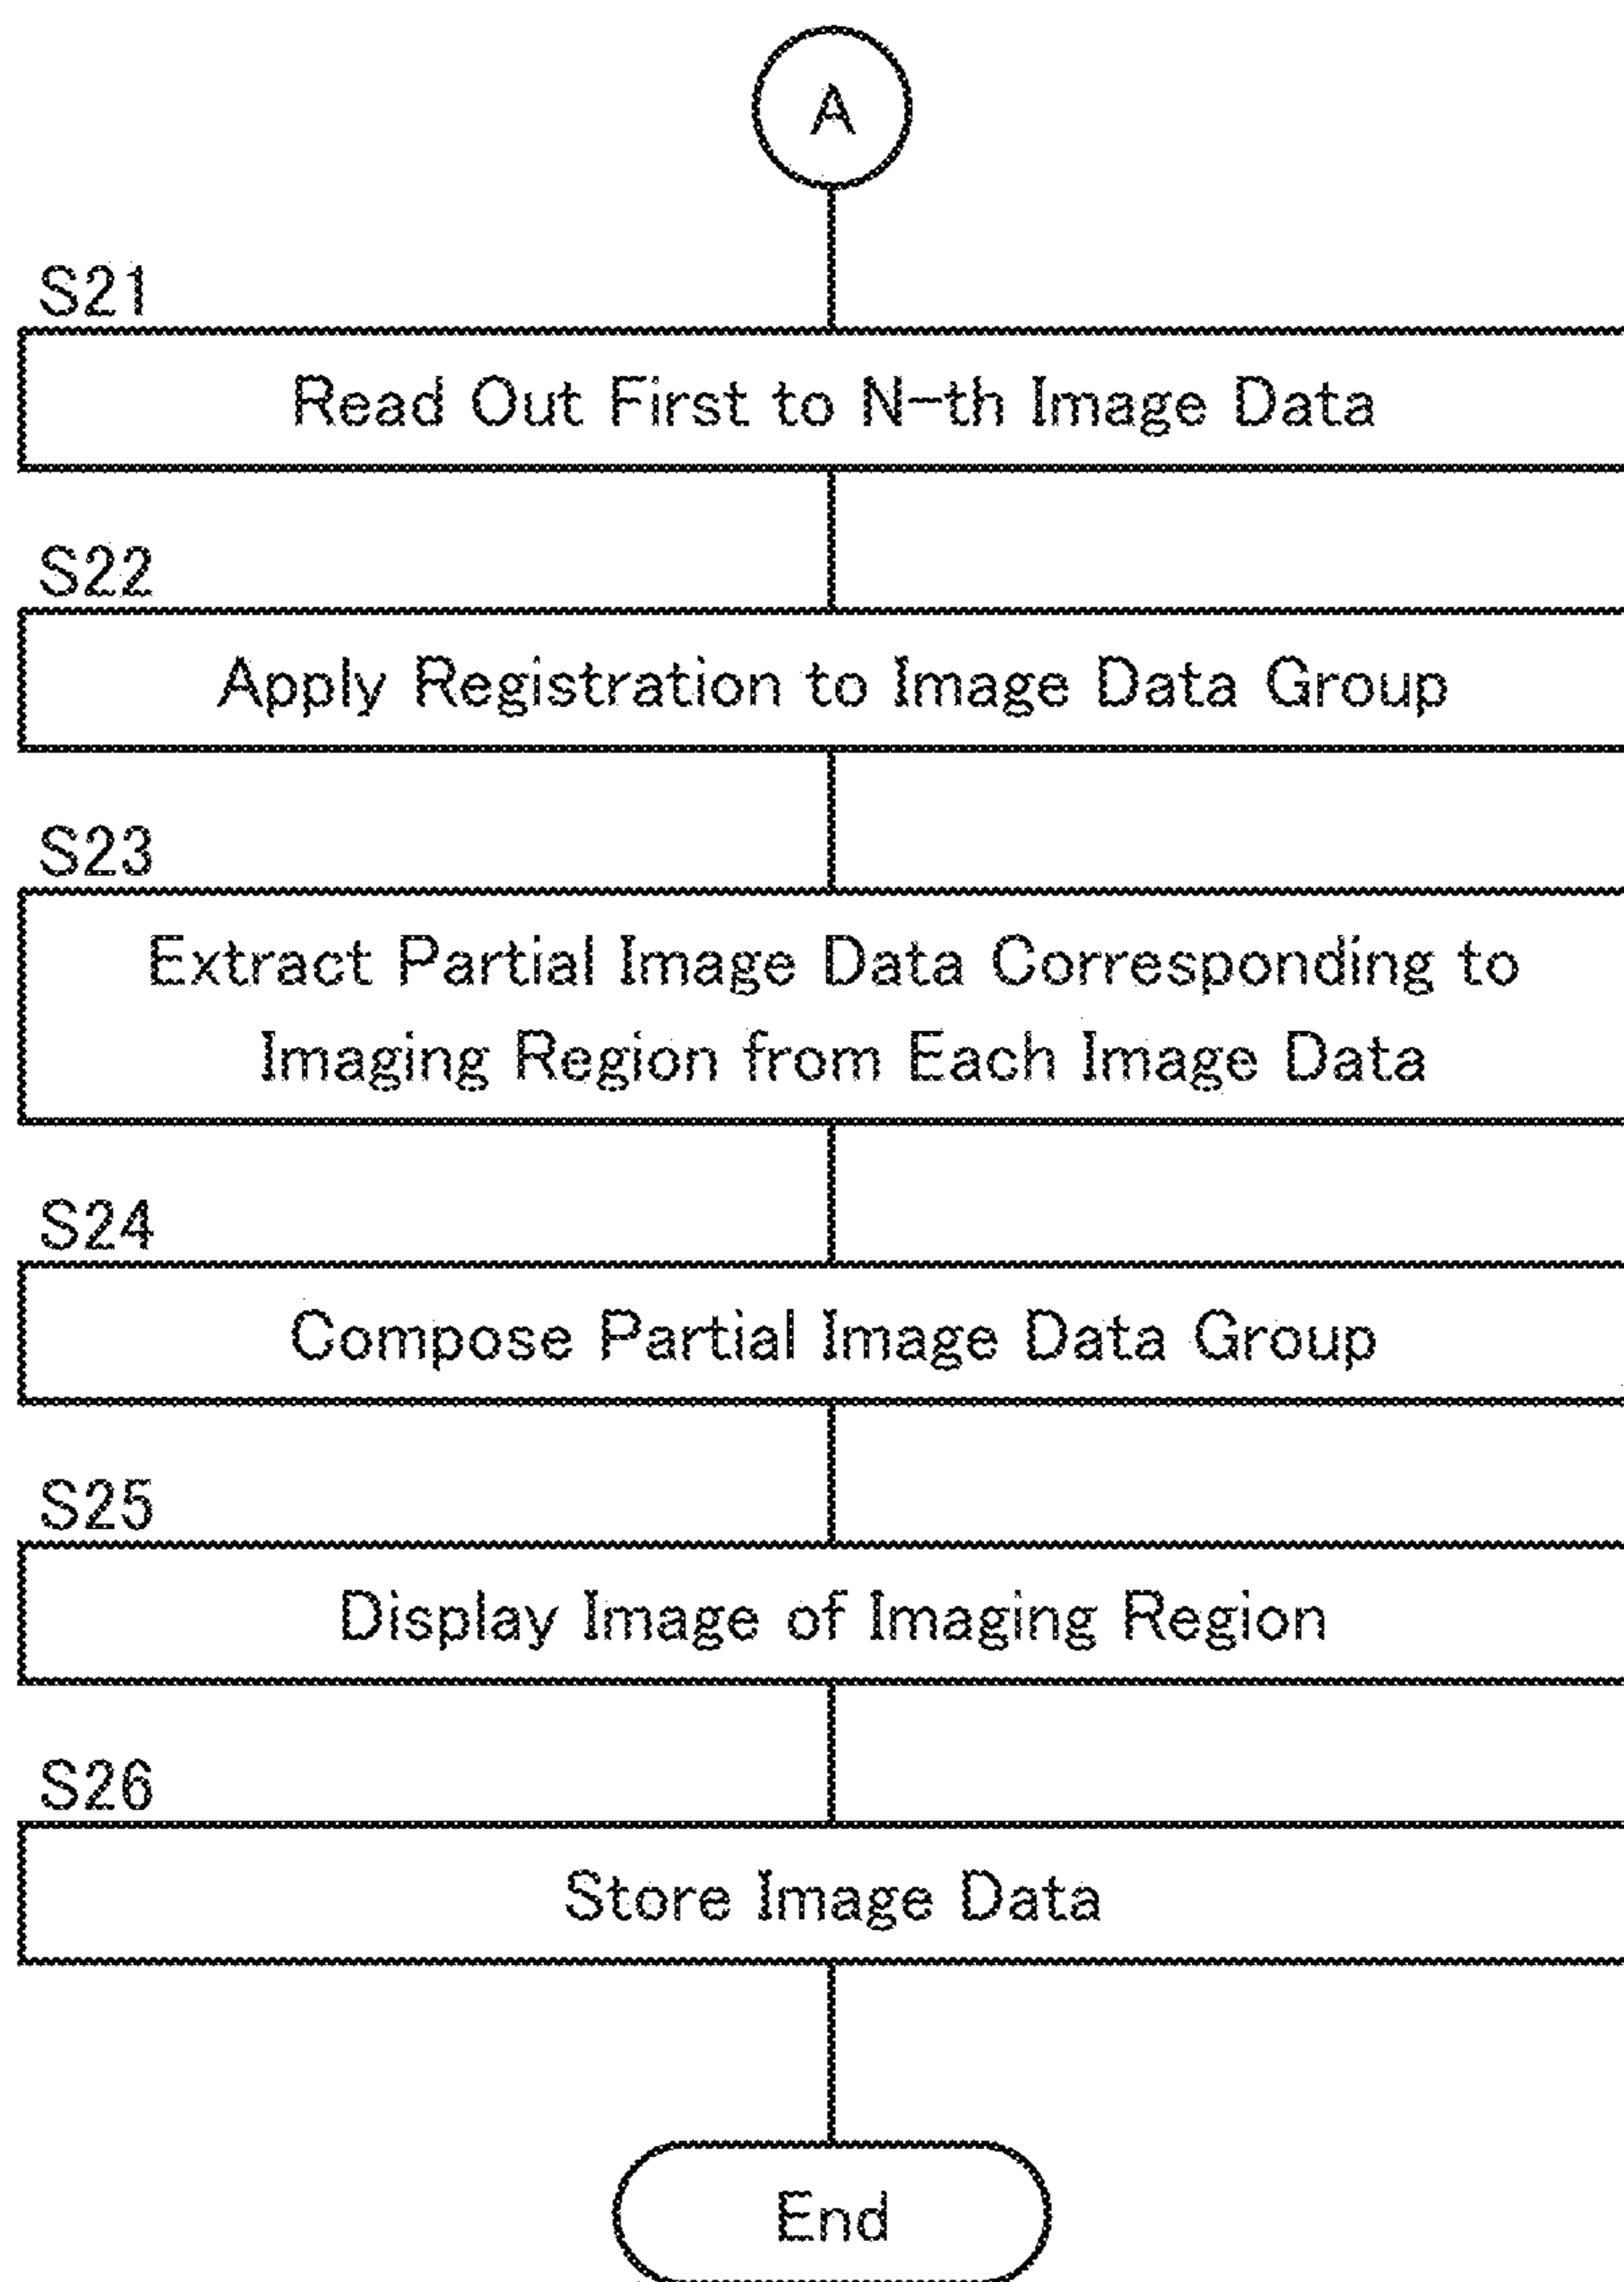 A
S21
Read Out First to N-th Image Data
S22
Apply Registration to Image Data Group
S23
Extract Partial Image Data Corresponding to
Imaging Region from Each Image Data
S24
Compose Partial Image Data Group
S25
Display Image of Imaging Region
S26
Store Image Data
End